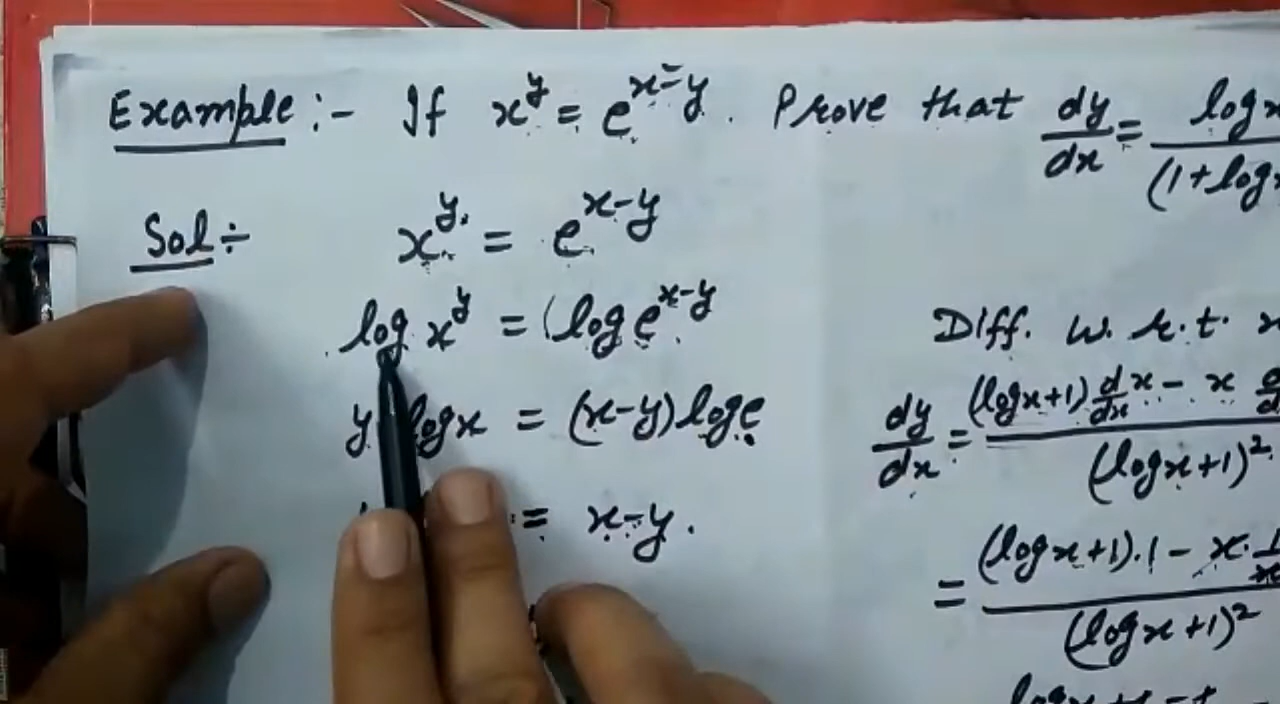 Example :- If x^y = e^{x-y}. Prove that dy/dx = log x / (1+log x
Sol ÷
x^y = e^{x-y}
log x^y = log e^{x-y}
y log x = (x-y) log e
= x-y.
Diff. w.r.t. x
dy/dx = (log x+1) d/dx x - x d / (log x+1)^2
= (log x+1).1 - x. 1/x / (log x+1)^2